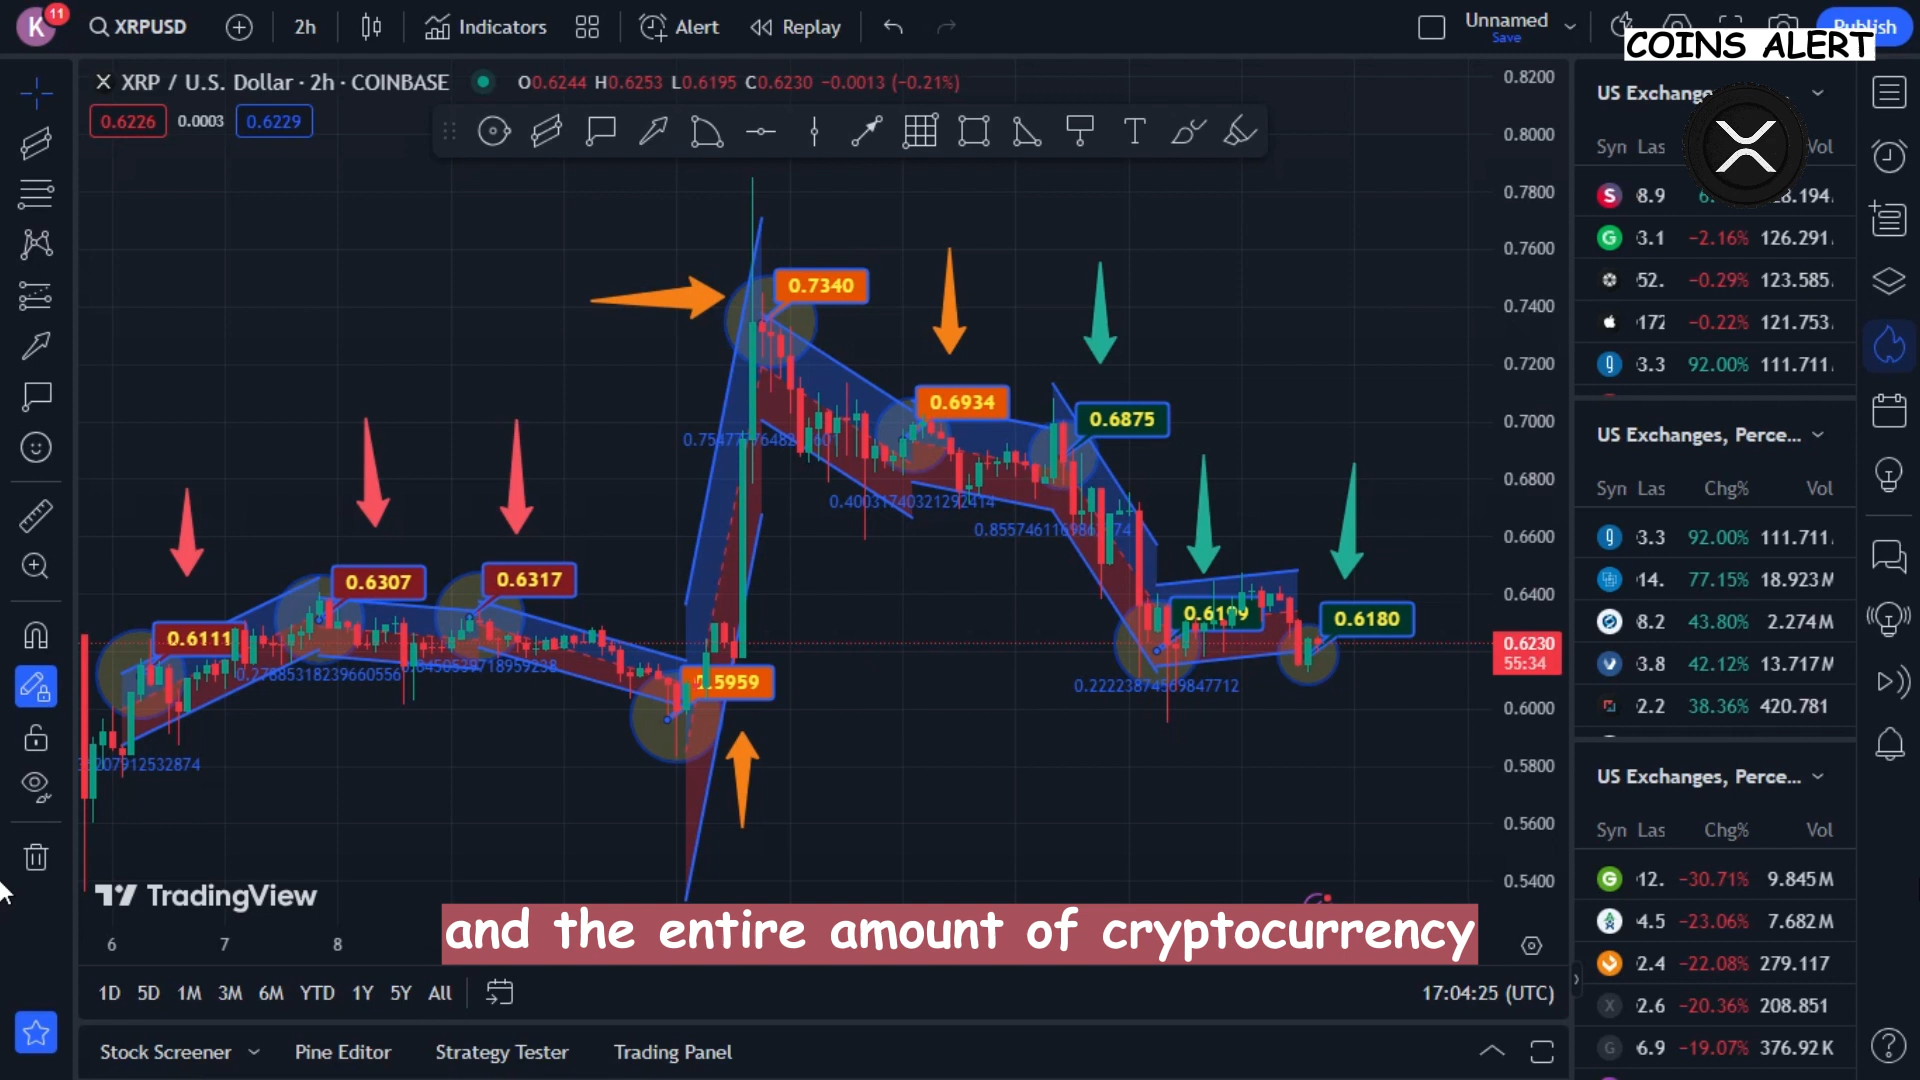 K 11 XRPUSD 2h Indicators Alert Replay Unnamed Save Publish
COINS ALERT
XRP / U.S. Dollar · 2h · COINBASE O0.6244 H0.6253 L0.6195 C0.6230 −0.0013 (−0.21%)
0.6226 0.0003 0.6229
0.8200
0.8000
0.7800
0.7600
0.7400
0.7200
0.7000
0.6800
0.6600
0.6400
0.6230
55:34
0.6000
0.5800
0.5600
0.5400
0.7340
0.6934
0.6875
0.6307
0.6317
0.6111
0.6180
0.40031740321292414
0.22223874569847712
TradingView
and the entire amount of cryptocurrency
6 7 8
1D 5D 1M 3M 6M YTD 1Y 5Y All 17:04:25 (UTC)
Stock Screener Pine Editor Strategy Tester Trading Panel
US Exchang
Syn Las Vol
8.9
3.1 −2.16% 126.291
52. −0.29% 123.585
172 −0.22% 121.753
3.3 92.00% 111.711
US Exchanges, Perce...
Syn Las Chg% Vol
3.3 92.00% 111.711
14. 77.15% 18.923M
8.2 43.80% 2.274M
3.8 42.12% 13.717M
2.2 38.36% 420.781
US Exchanges, Perce...
Syn Las Chg% Vol
12. −30.71% 9.845M
4.5 −23.06% 7.682M
2.4 −22.08% 279.117
2.6 −20.36% 208.851
6.9 −19.07% 376.92K